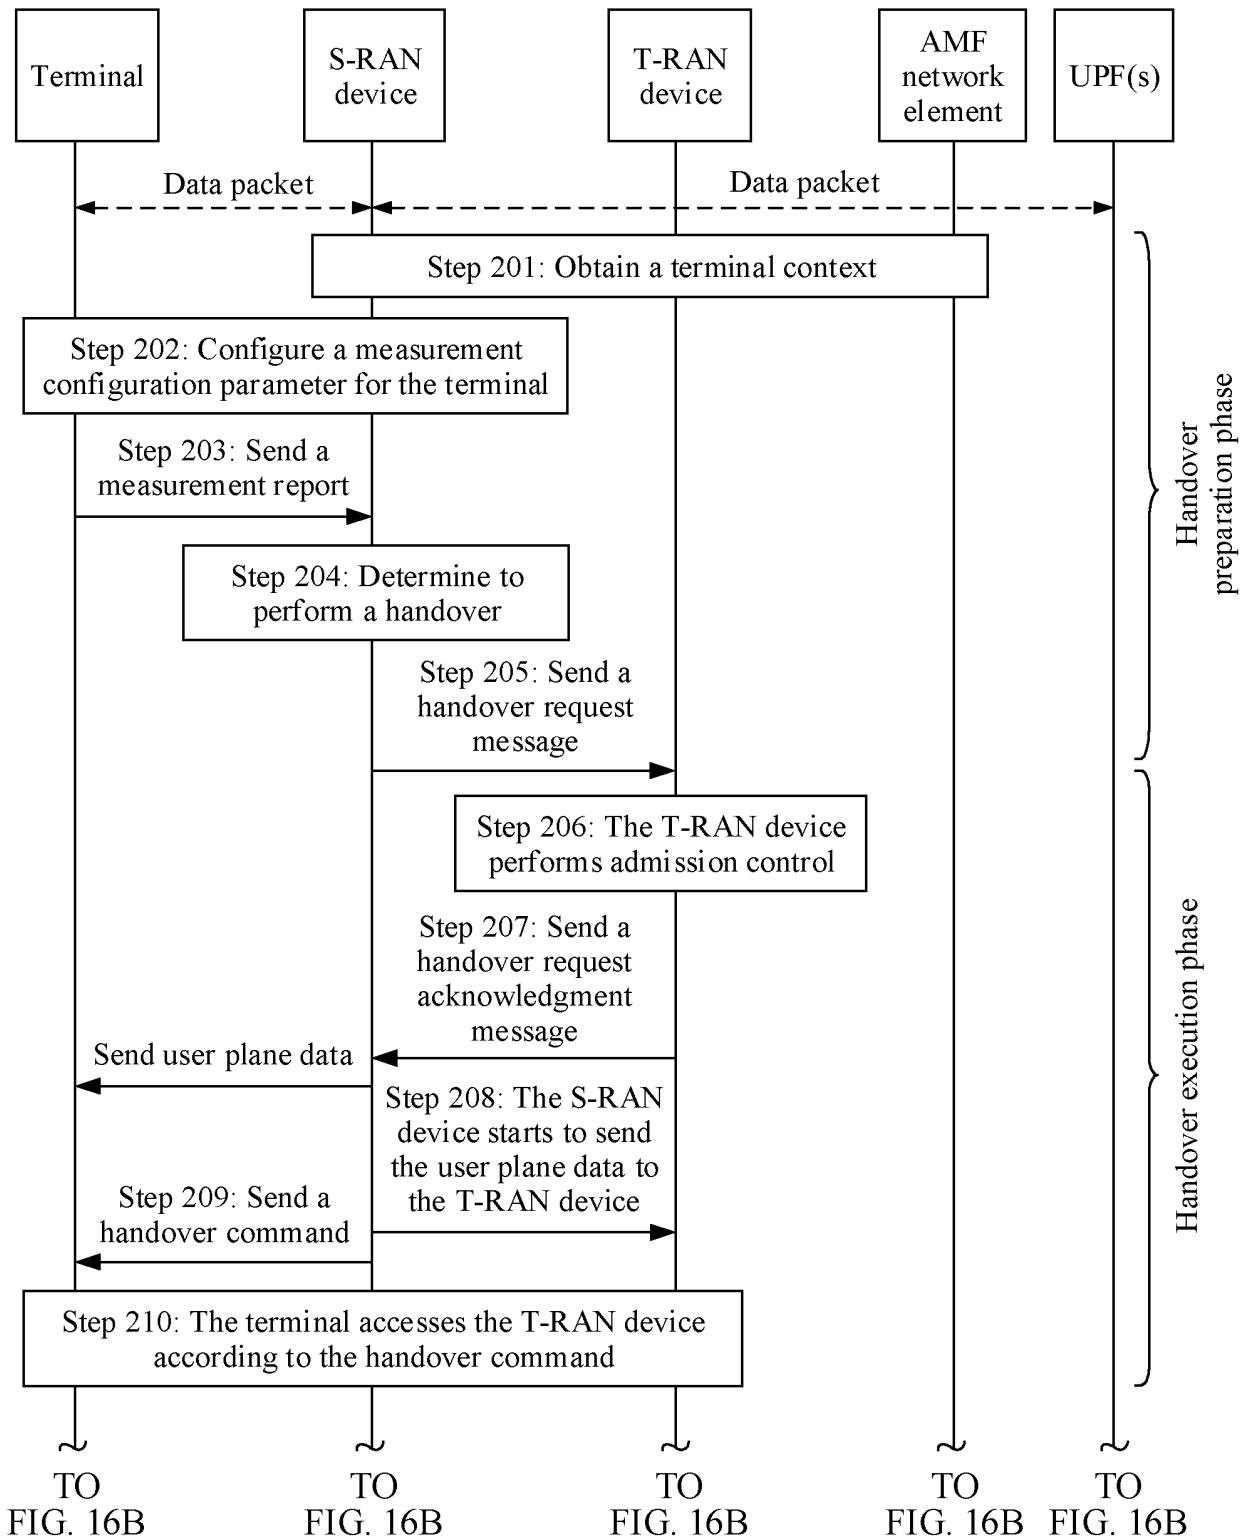 Terminal
S-RAN
device
T-RAN
device
AMF
network
element
UPF(s)
Data packet
Data packet
Step 201: Obtain a terminal context
Step 202: Configure a measurement
configuration parameter for the terminal
Step 203: Send a
measurement report
Step 204: Determine to
perform a handover
Step 205: Send a
handover request
message
Handover
preparation phase
Step 206: The T-RAN device
performs admission control
Step 207: Send a
handover request
acknowledgment
message
Send user plane data
Step 208: The S-RAN
device starts to send
the user plane data to
the T-RAN device
Step 209: Send a
handover command
Step 210: The terminal accesses the T-RAN device
according to the handover command
Handover execution phase
TO
FIG. 16B
TO
FIG. 16B
TO
FIG. 16B
TO
FIG. 16B
TO
FIG. 16B